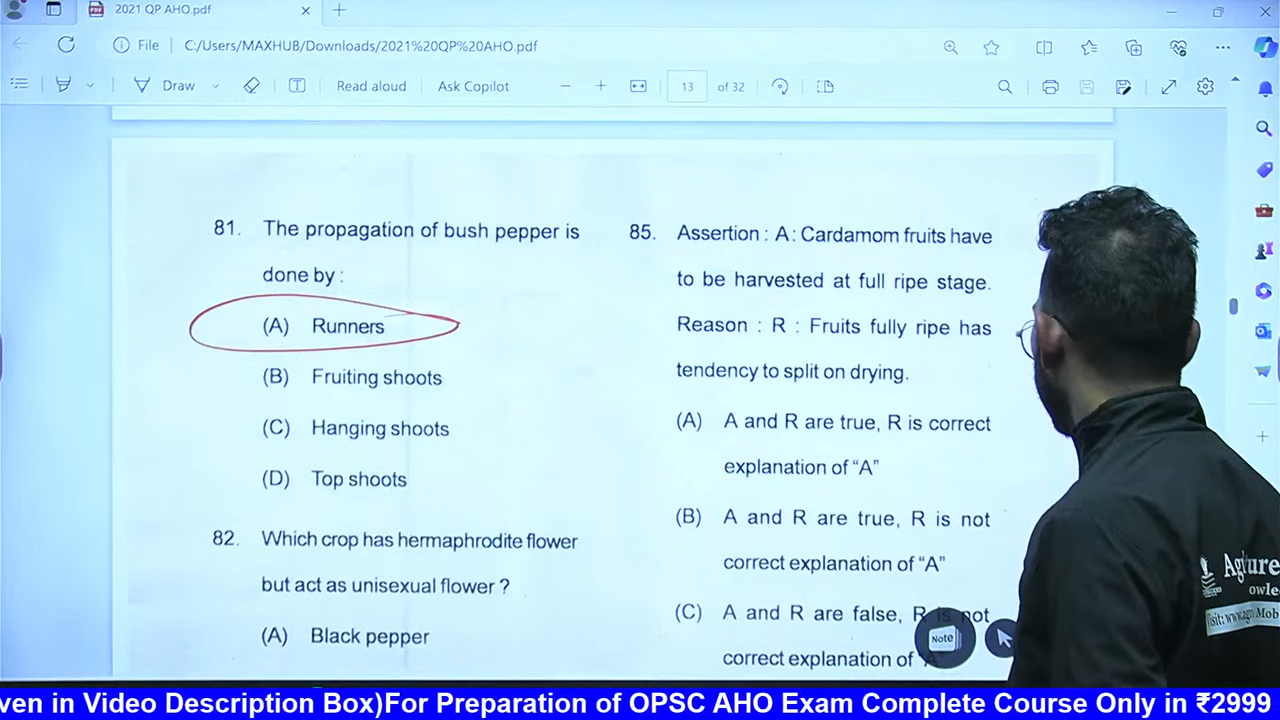 2021 QP AHO.pdf
File
C:/Users/MAXHUB/Downloads/2021%20QP%20AHO.pdf
Draw
Read aloud
Ask Copilot
13
of 32
81. The propagation of bush pepper is
done by :
(A) Runners
(B) Fruiting shoots
(C) Hanging shoots
(D) Top shoots
82. Which crop has hermaphrodite flower
but act as unisexual flower ?
(A) Black pepper
85. Assertion : A : Cardamom fruits have
to be harvested at full ripe stage.
Reason : R : Fruits fully ripe has
tendency to split on drying.
(A) A and R are true, R is correct
explanation of “A”
(B) A and R are true, R is not
correct explanation of “A”
(C) A and R are false, R is not
correct explanation of “A”
Note
ven in Video Description Box)For Preparation of OPSC AHO Exam Complete Course Only in ₹2999